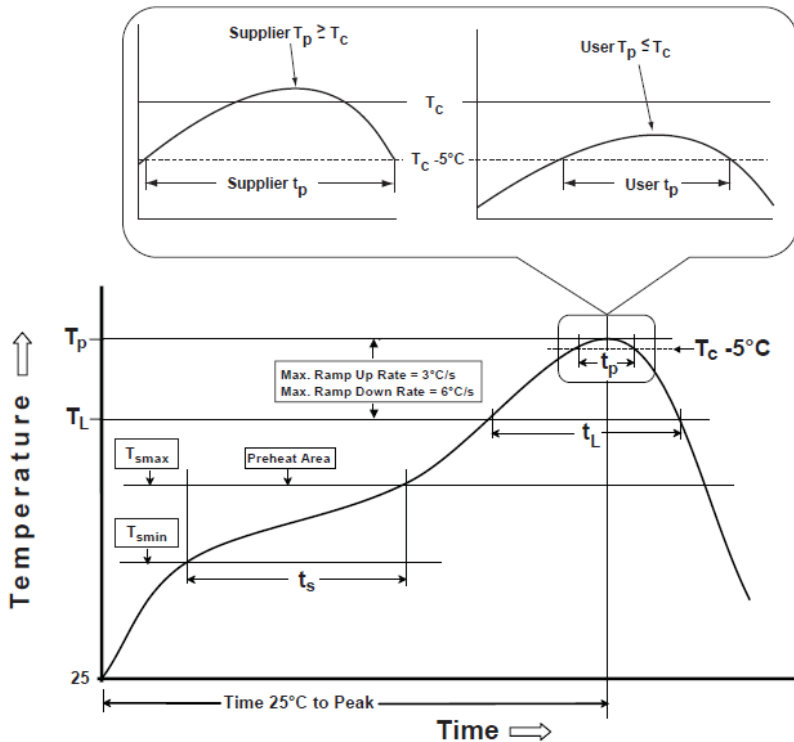 Supplier Tp ≥ Tc
User Tp ≤ Tc
Tc
Tc -5°C
Supplier tp
User tp
Tp
Tc -5°C
tp
Max. Ramp Up Rate = 3°C/s
Max. Ramp Down Rate = 6°C/s
TL
tL
Tsmax
Preheat Area
Tsmin
ts
Temperature
25
Time 25°C to Peak
Time